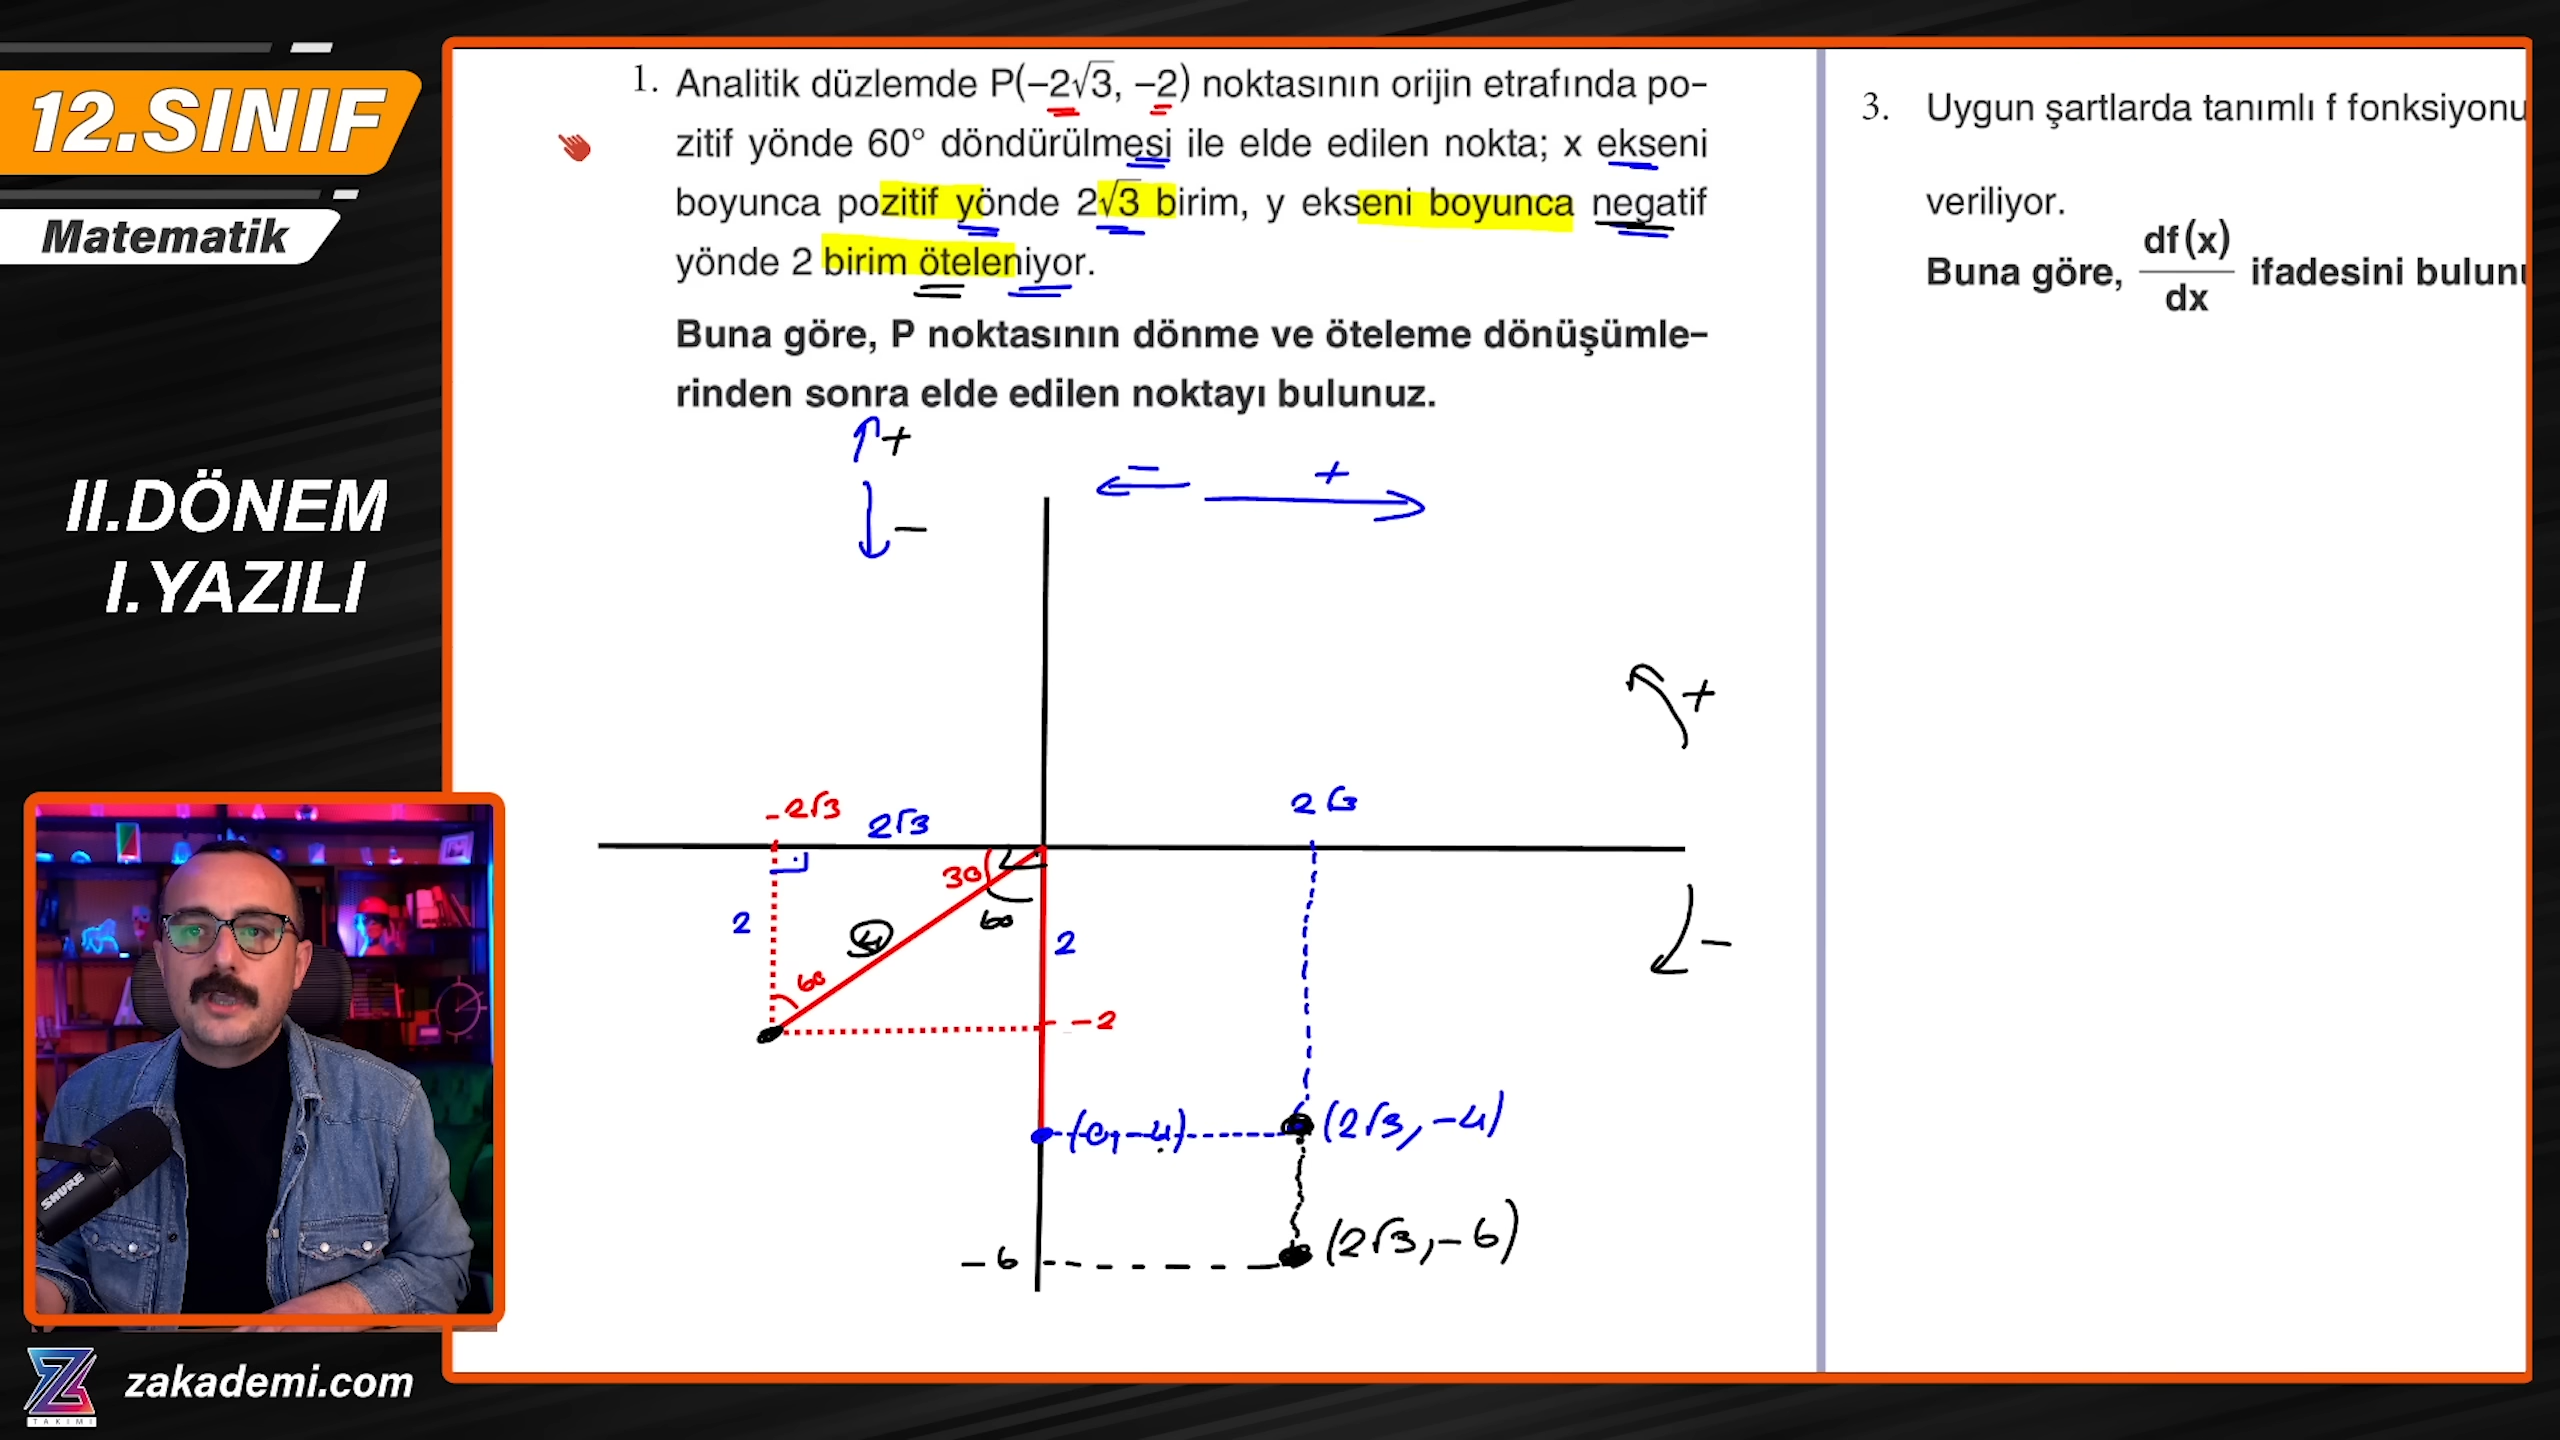 12.SINIF
Matematik
II.DÖNEM
I.YAZILI
1. Analitik düzlemde P(−2√3, −2) noktasının orijin etrafında po-
zitif yönde 60° döndürülmesi ile elde edilen nokta; x ekseni
boyunca pozitif yönde 2√3 birim, y ekseni boyunca negatif
yönde 2 birim öteleniyor.
Buna göre, P noktasının dönme ve öteleme dönüşümle-
rinden sonra elde edilen noktayı bulunuz.
+
−
−
+
+
−
-2√3
2√3
2√3
30
60
2
4
60
2
-2
(0,-4)
(2√3,-4)
-6
(2√3,-6)
3. Uygun şartlarda tanımlı f fonksiyonu
veriliyor.
Buna göre, df(x)/dx ifadesini bulunu
SHURE
Z
TAKIMI
zakademi.com